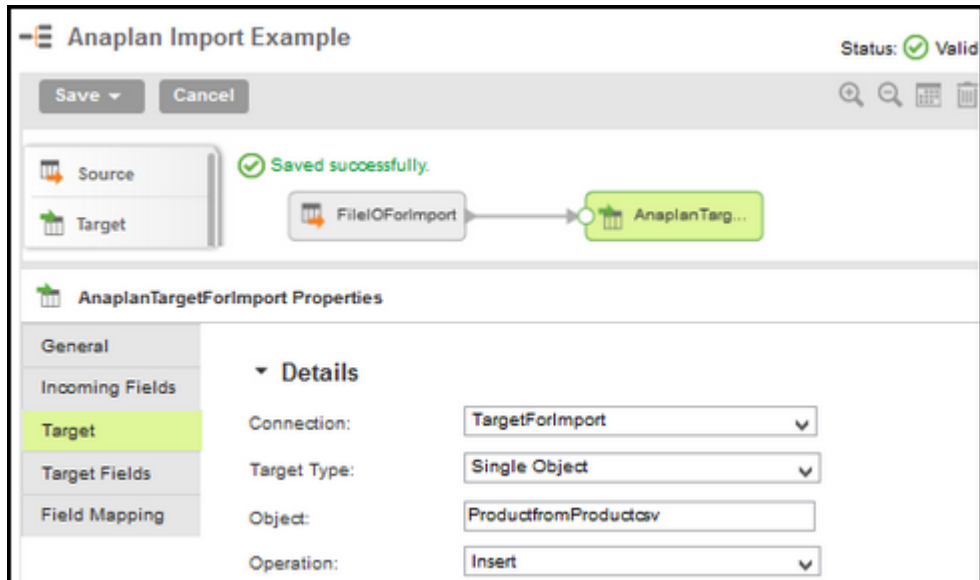 Anaplan Import Example
Status: Valid
Save Cancel
Source
Target
Saved successfully.
FileIOForImport
AnaplanTarg...
AnaplanTargetForImport Properties
General
Incoming Fields
Target
Target Fields
Field Mapping
Details
Connection: TargetForImport
Target Type: Single Object
Object: ProductfromProductcsv
Operation: Insert